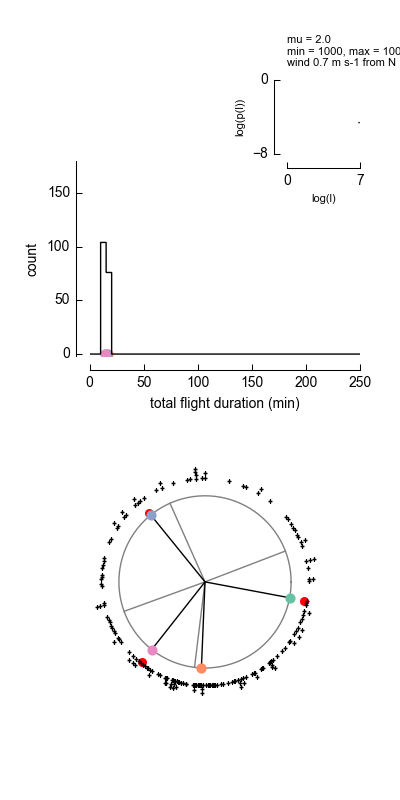 mu = 2.0
min = 1000, max = 100
wind 0.7 m s-1 from N
0
log(p(l))
−8
0 7
log(l)
150
100
count
50
0
0 50 100 150 200 250
total flight duration (min)